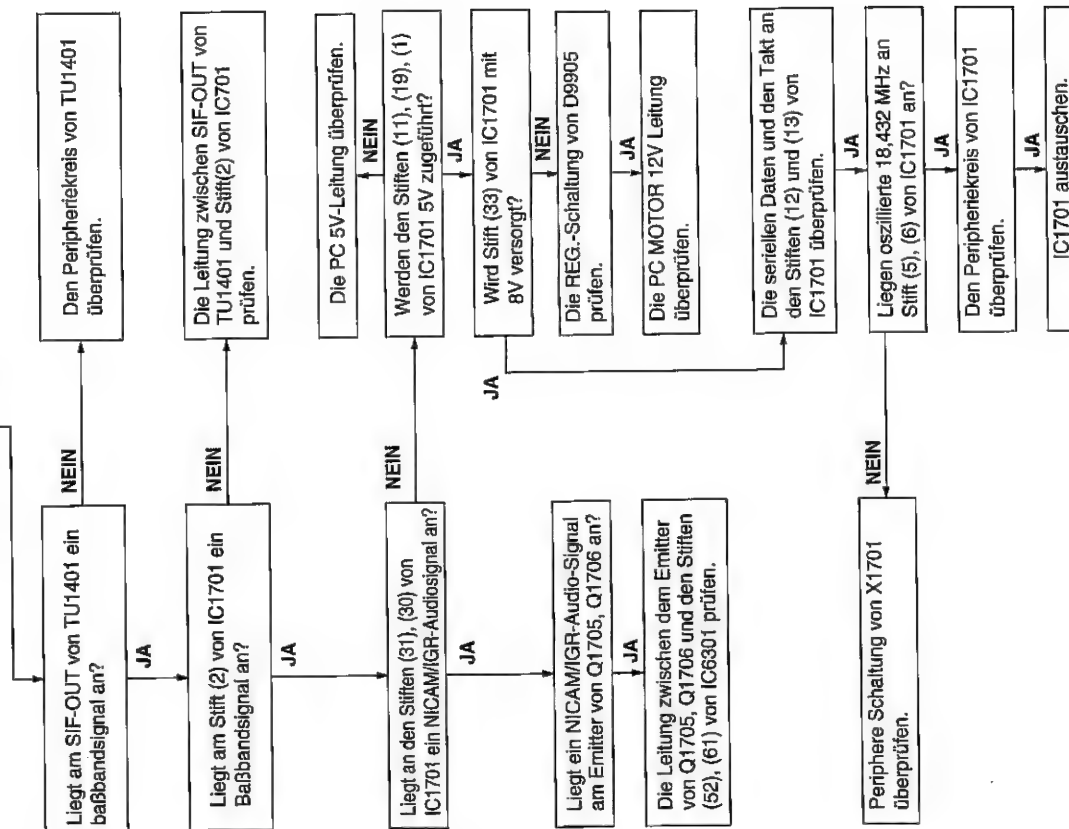 Liegt am SIF-OUT von TU1401 ein
baßbandsignal an?
NEIN
Den Peripheriekreis von TU1401
überprüfen.
JA
Liegt am Stift (2) von IC1701 ein
Baßbandsignal an?
NEIN
Die Leitung zwischen SIF-OUT von
TU1401 und Stift(2) von IC701
prüfen.
JA
Liegt an den Stiften (31), (30) von
IC1701 ein NICAM/IGR-Audiosignal an?
NEIN
Die PC 5V-Leitung überprüfen.
NEIN
Werden den Stiften (11), (19), (1)
von IC1701 5V zugeführt?
JA
Wird Stift (33) von IC1701 mit
8V versorgt?
NEIN
Die REG.-Schaltung von D9905
prüfen.
JA
Die PC MOTOR 12V Leitung
überprüfen.
JA
JA
Liegt ein NICAM/IGR-Audio-Signal
am Emitter von Q1705, Q1706 an?
JA
Die Leitung zwischen dem Emitter
von Q1705, Q1706 und den Stiften
(52), (61) von IC6301 prüfen.
Die seriellen Daten und den Takt an
den Stiften (12) und (13) von
IC1701 überprüfen.
JA
Liegen oszillierte 18,432 MHz an
Stift (5), (6) von IC1701 an?
NEIN
Periphere Schaltung von X1701
überprüfen.
JA
Den Peripheriekreis von IC1701
überprüfen.
JA
IC1701 austauschen.